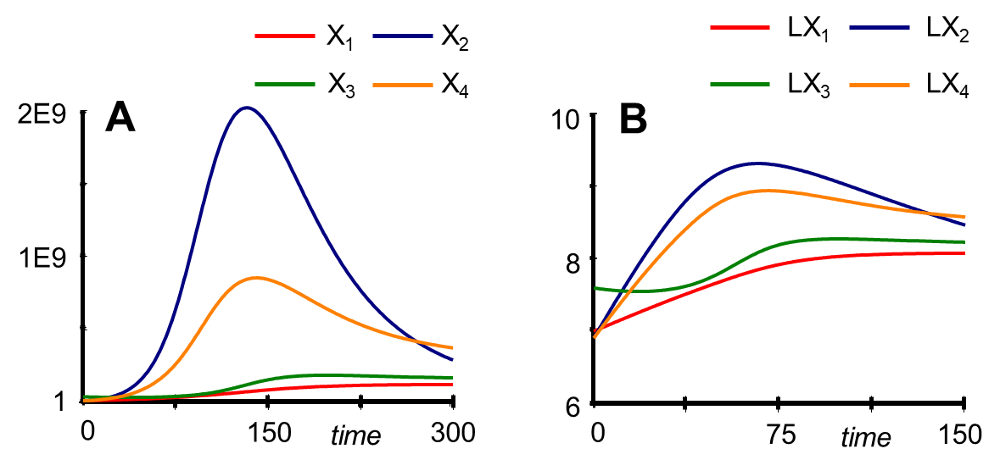 X₁ X₂
X₃ X₄
A
2E9
1E9
1
0 150 time 300
LX₁ LX₂
LX₃ LX₄
B
10
8
6
0 75 time 150